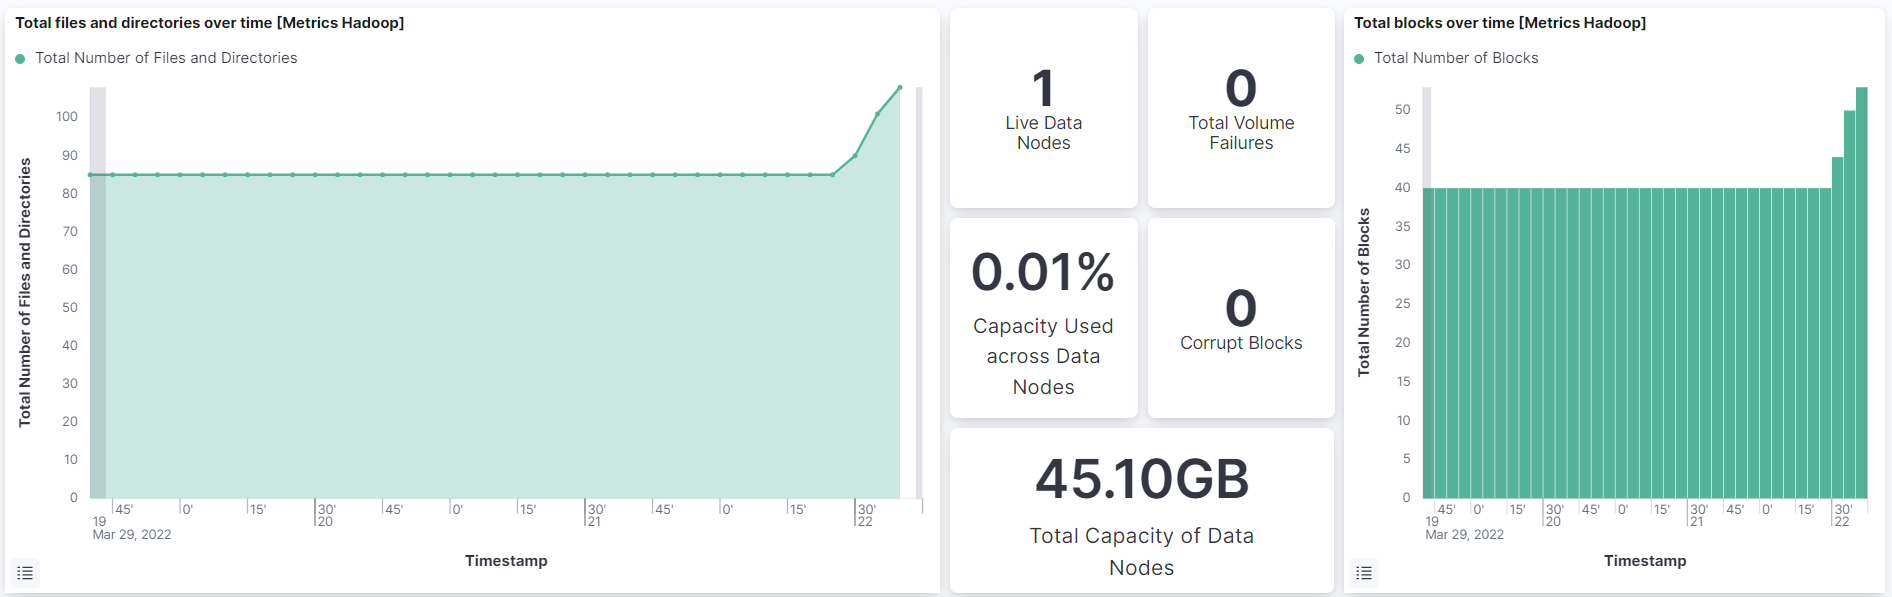 Total files and directories over time [Metrics Hadoop]
Total Number of Files and Directories
Total Number of Files and Directories
100
90
80
70
60
50
40
30
20
10
0
45' 0' 15' 30' 45' 0' 15' 30' 45' 0' 15' 30'
19 20 21 22
Mar 29, 2022
Timestamp
1
Live Data
Nodes
0
Total Volume
Failures
0.01%
Capacity Used
across Data
Nodes
0
Corrupt Blocks
45.10GB
Total Capacity of Data
Nodes
Total blocks over time [Metrics Hadoop]
Total Number of Blocks
Total Number of Blocks
50
45
40
35
30
25
20
15
10
5
0
45' 0' 15' 30' 45' 0' 15' 30' 45' 0' 15' 30'
19 20 21 22
Mar 29, 2022
Timestamp